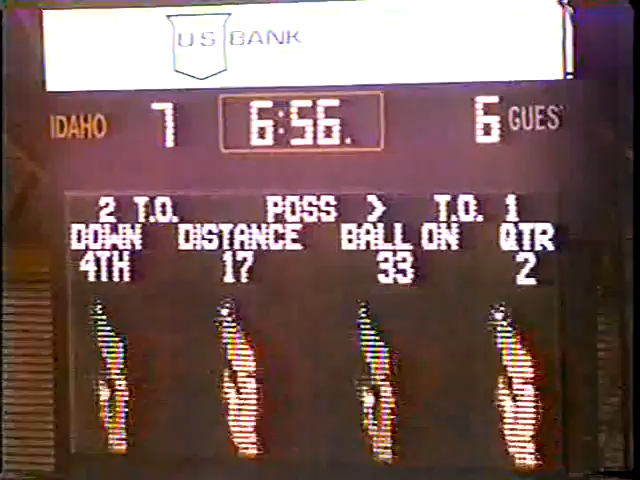 U S BANK
IDAHO 7 6:56. 6 GUES
2 T.O. POSS > T.O. 1
DOWN DISTANCE BALL ON QTR
4TH 17 33 2